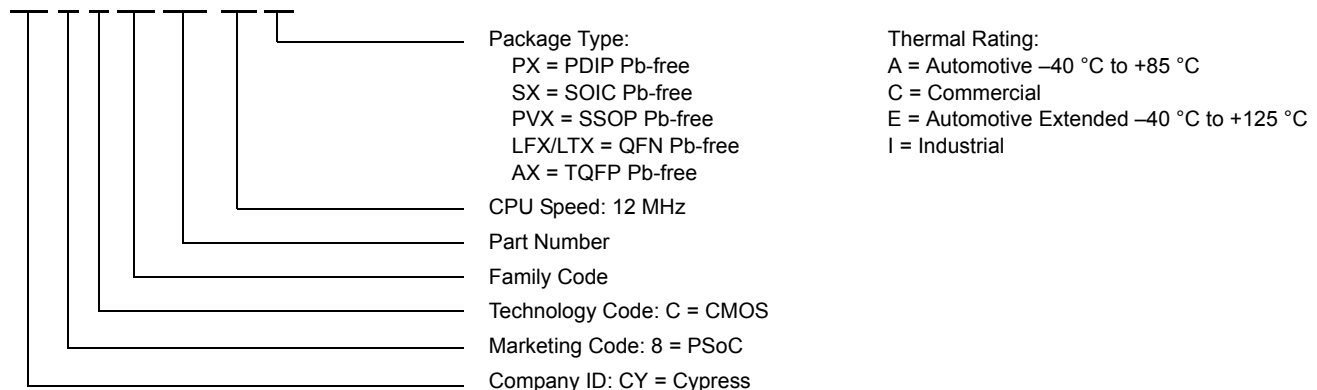 Package Type:
PX = PDIP Pb-free
SX = SOIC Pb-free
PVX = SSOP Pb-free
LFX/LTX = QFN Pb-free
AX = TQFP Pb-free
CPU Speed: 12 MHz
Part Number
Family Code
Technology Code: C = CMOS
Marketing Code: 8 = PSoC
Company ID: CY = Cypress
Thermal Rating:
A = Automotive –40 °C to +85 °C
C = Commercial
E = Automotive Extended –40 °C to +125 °C
I = Industrial